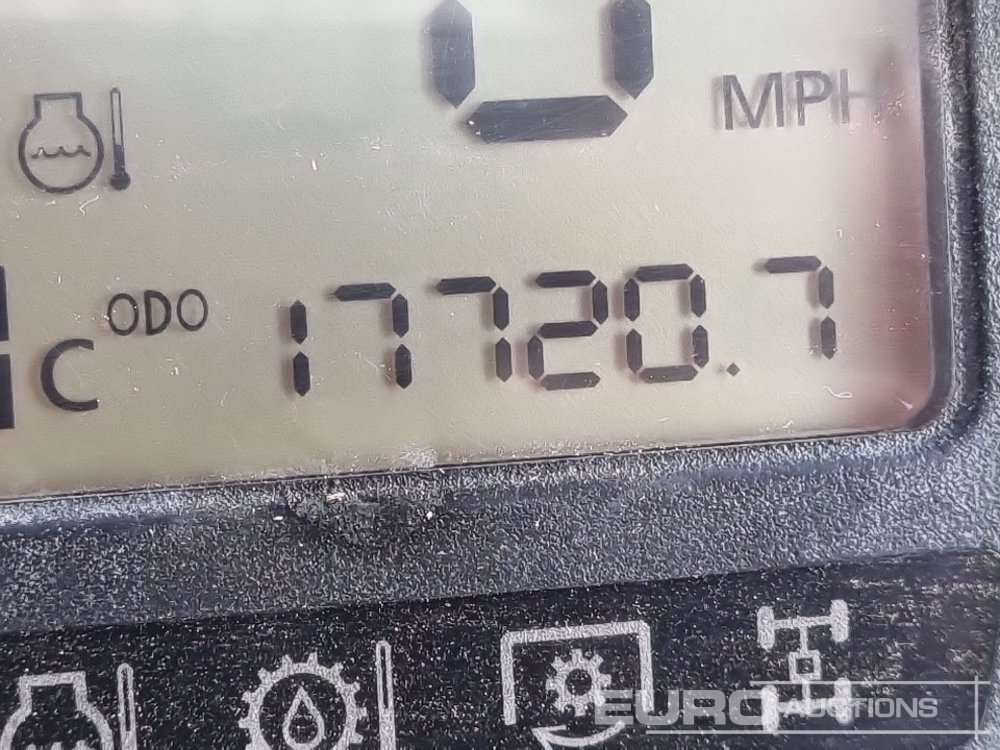 MPH
ODO 17720.7
C
EURO AUCTIONS